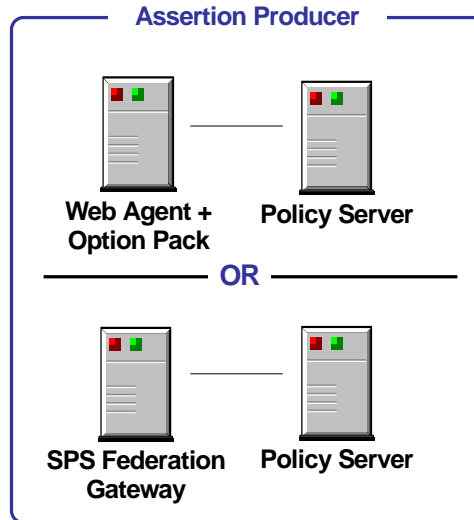 Assertion Producer
Web Agent +
Option Pack
Policy Server
OR
SPS Federation
Gateway
Policy Server